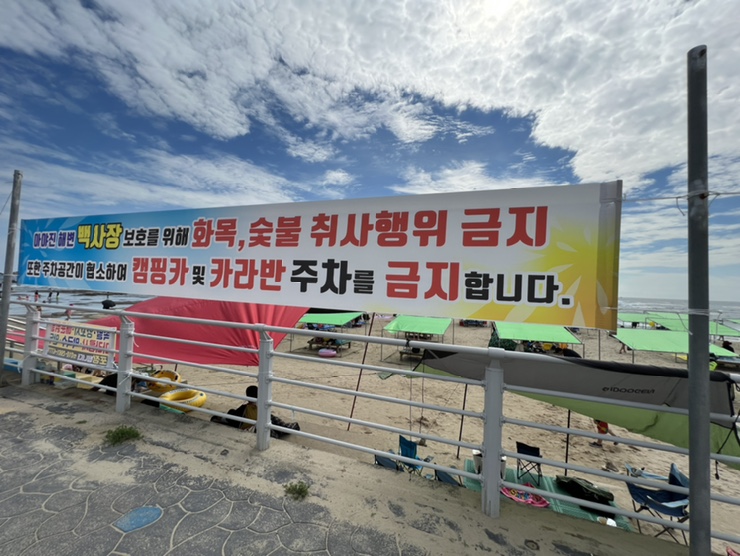 아야진 해변 백사장 보호를 위해 화목, 숯불 취사행위 금지
또한 주차공간이 협소하여 캠핑카 및 카라반 주차를 금지합니다.